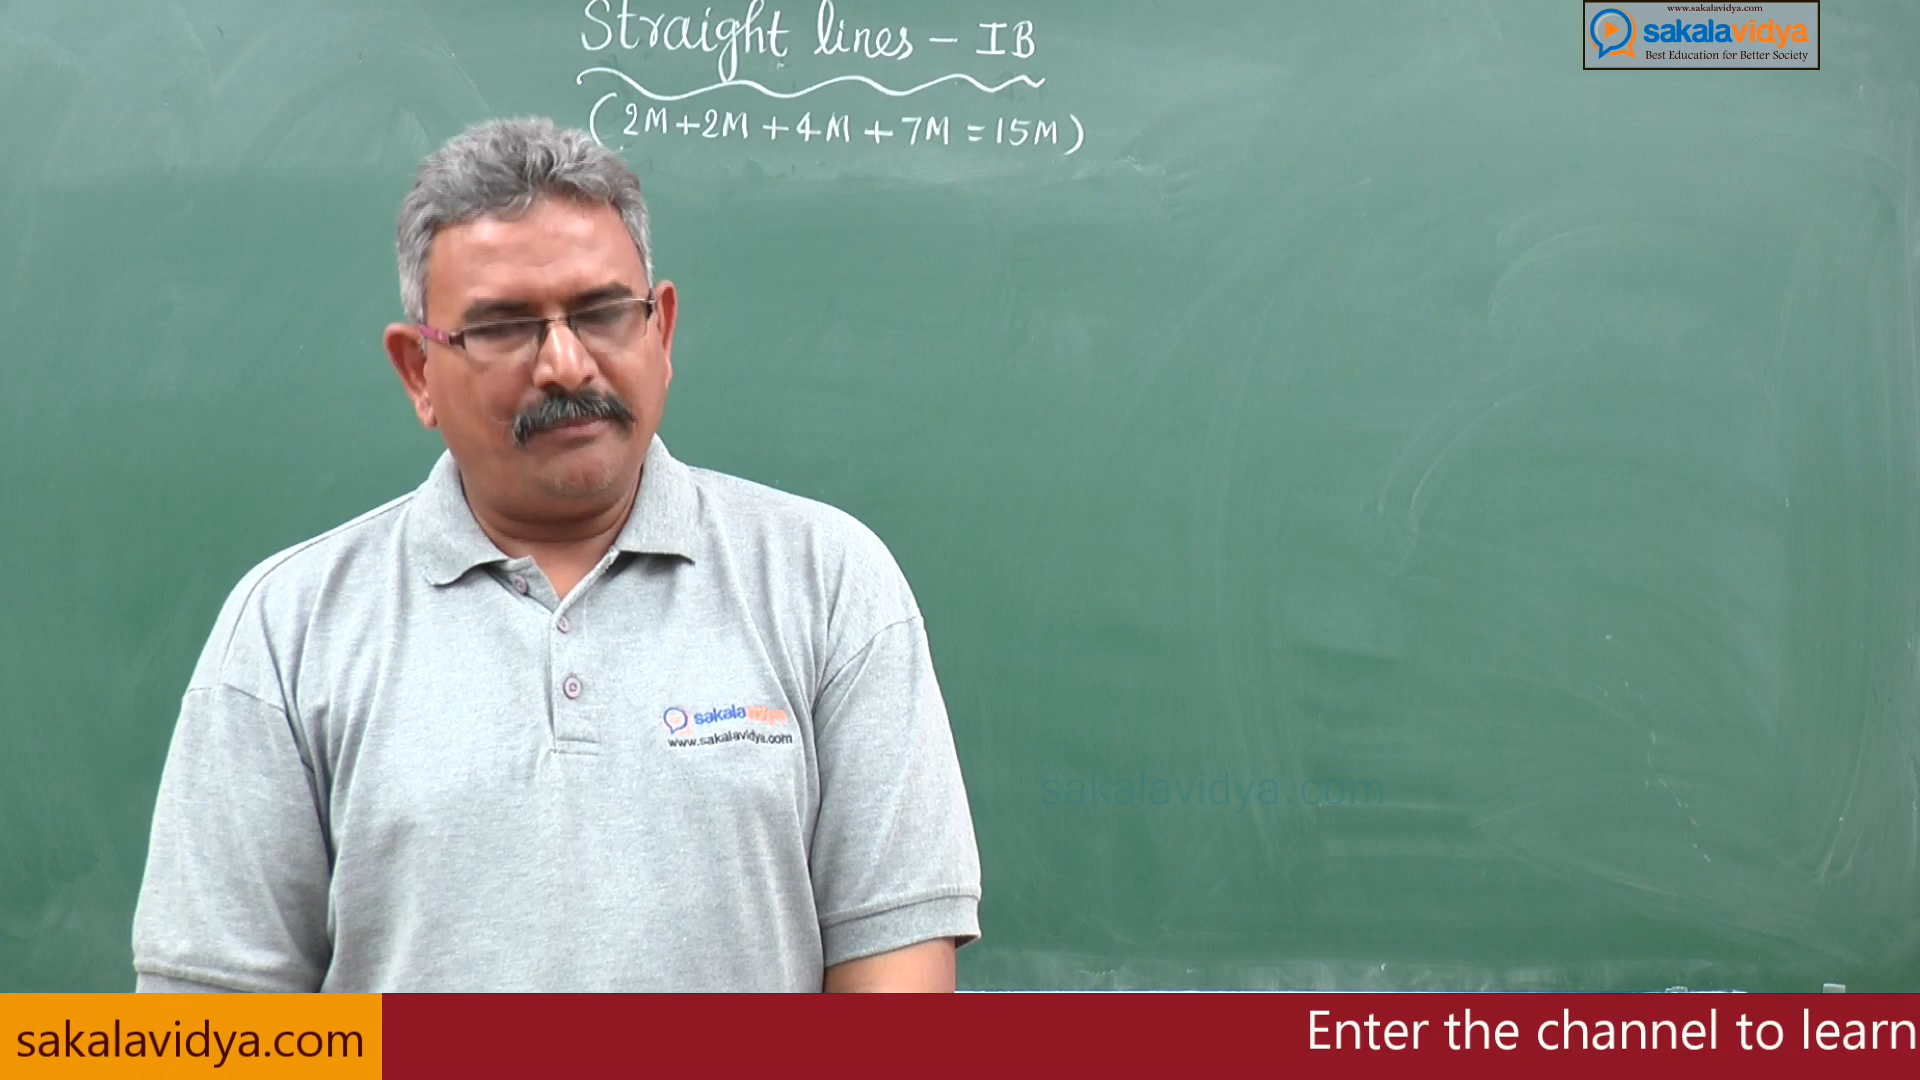 Straight lines - IB
(2M+2M+4M+7M=15M)
www.sakalavidya.com
sakalavidya
Best Education for Better Society
sakalavidya
www.sakalavidya.com
sakalavidya.com
sakalavidya.com
Enter the channel to learn